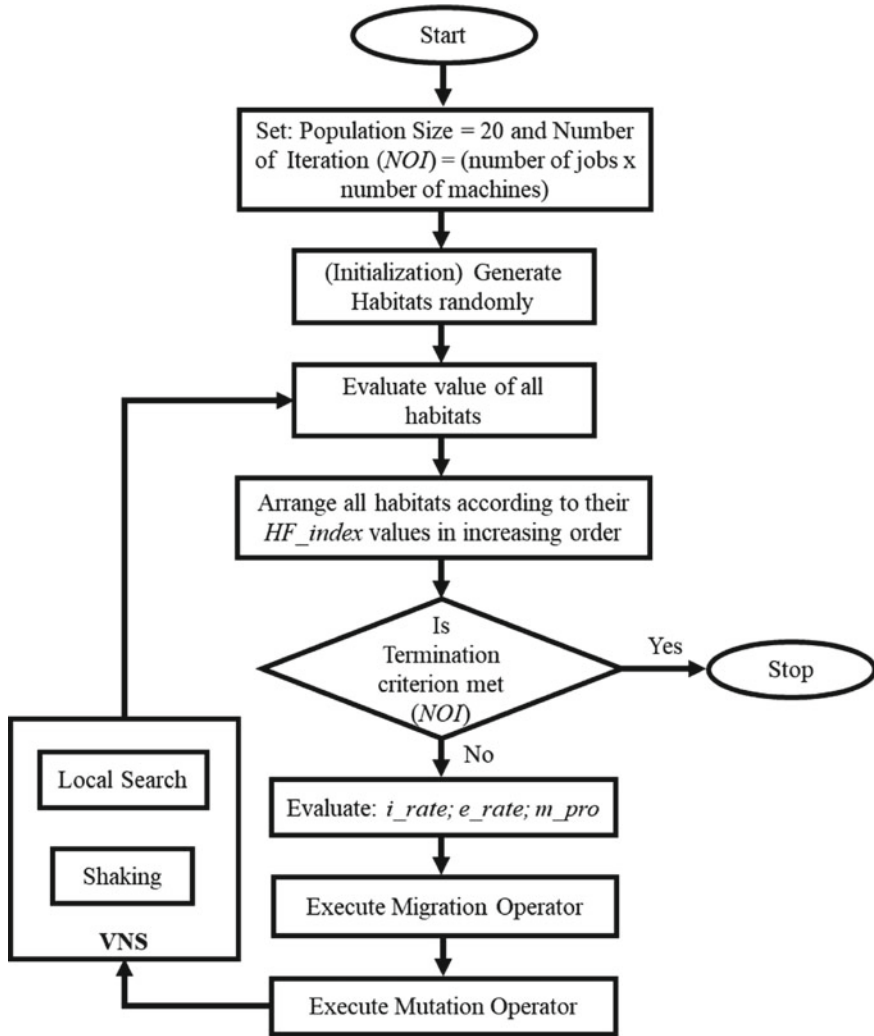 Start
Set: Population Size = 20 and Number
of Iteration (NOI) = (number of jobs x
number of machines)
(Initialization) Generate
Habitats randomly
Evaluate value of all
habitats
Arrange all habitats according to their
HF_index values in increasing order
Is
Termination
criterion met
(NOI)
Yes
Stop
No
Evaluate: i_rate; e_rate; m_pro
Execute Migration Operator
Execute Mutation Operator
Local Search
Shaking
VNS